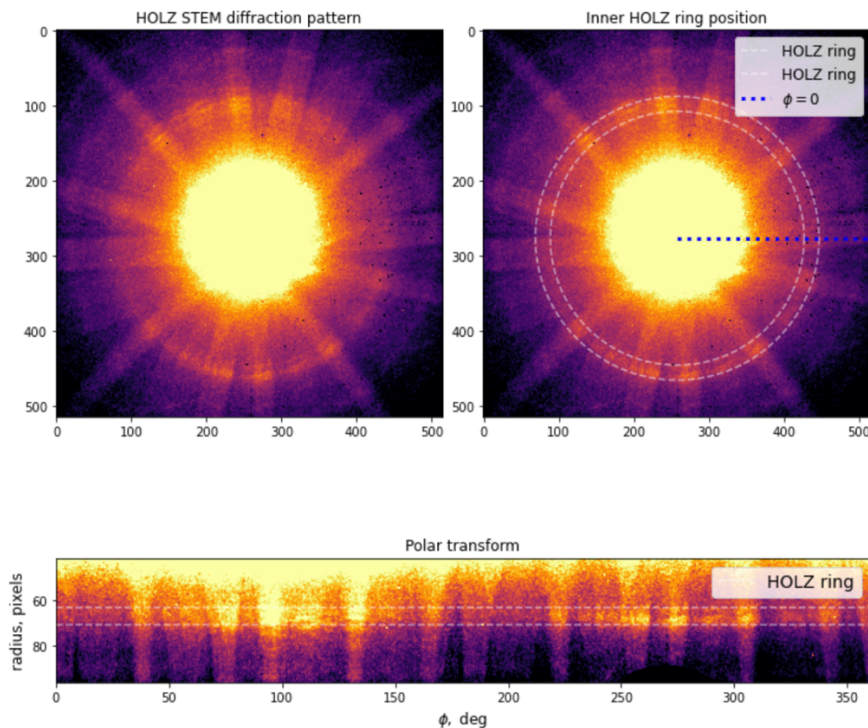 HOLZ STEM diffraction pattern
0
100
200
300
400
500
0 100 200 300 400 500
Inner HOLZ ring position
0
100
200
300
400
500
0 100 200 300 400 500
HOLZ ring
HOLZ ring
ϕ = 0
Polar transform
radius, pixels
60
80
HOLZ ring
0 50 100 150 200 250 300 350
ϕ, deg